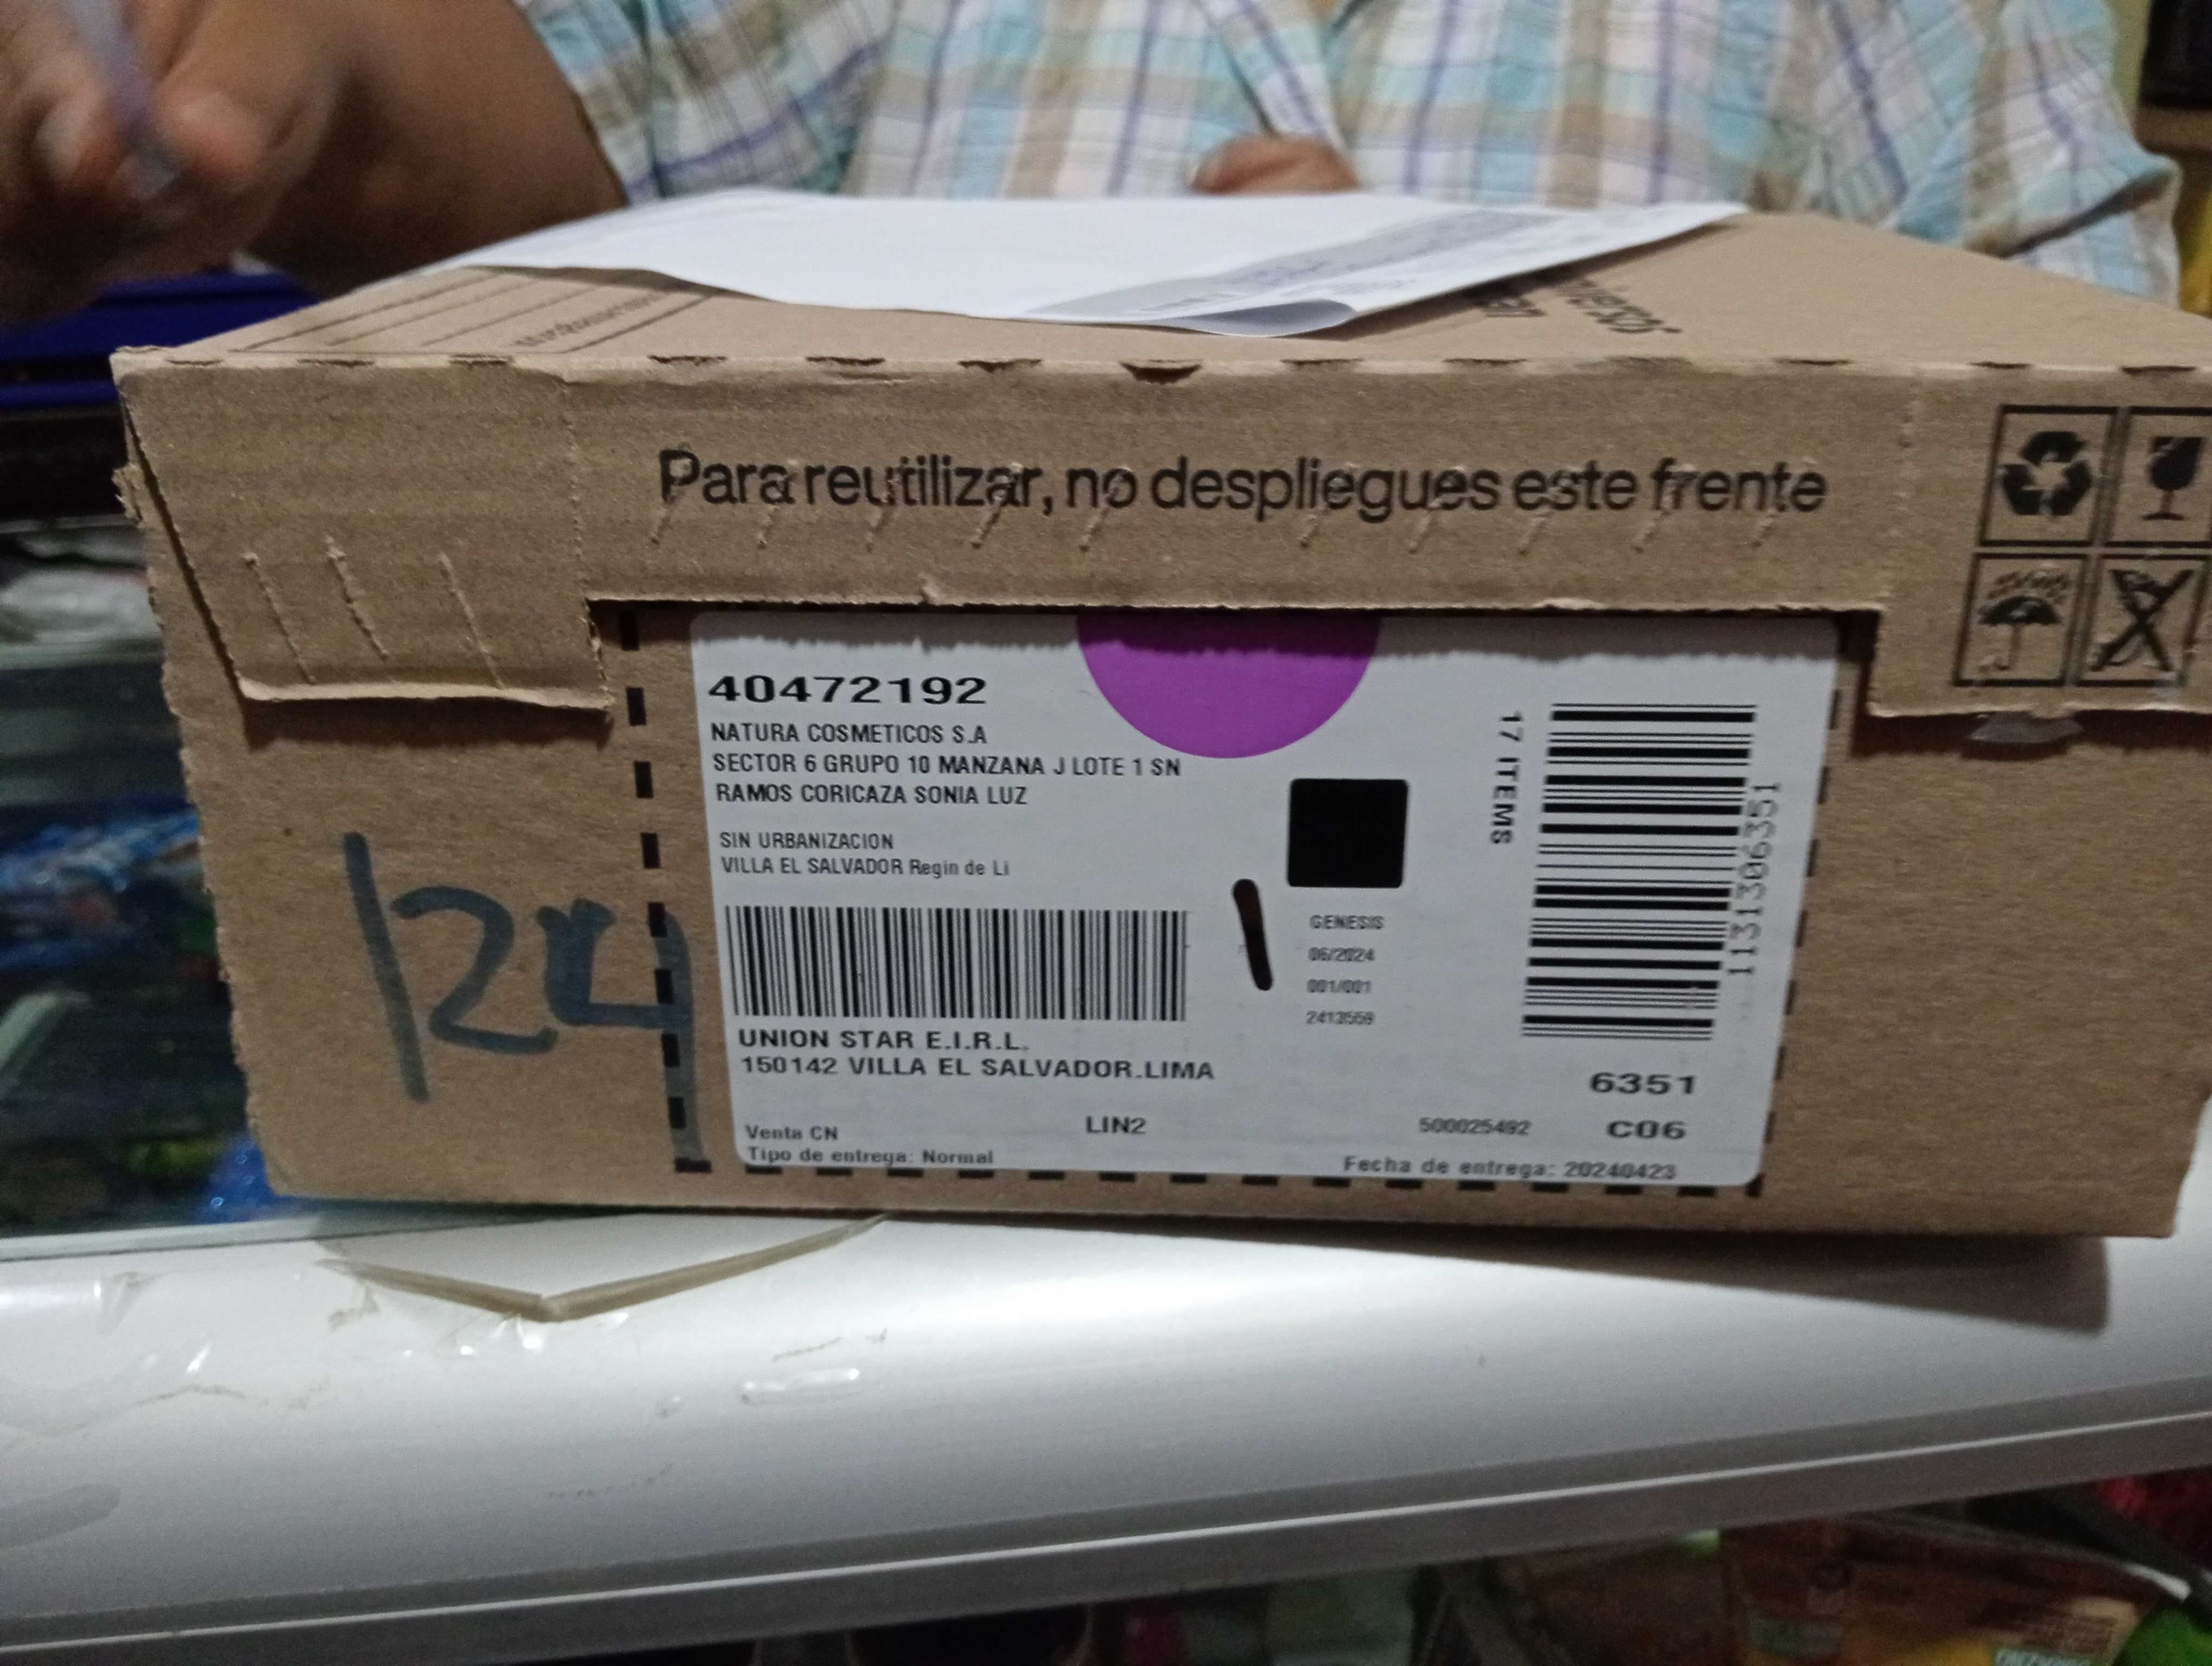 Para reutilizar, no despliegues este frente
40472192
NATURA COSMETICOS S.A
SECTOR 6 GRUPO 10 MANZANA J LOTE 1 SN
RAMOS CORICAZA SONIA LUZ
SIN URBANIZACION
VILLA EL SALVADOR Regin de Li
17 ITEMS
1131306351
124
GENESIS
06/2024
001/001
2413559
UNION STAR E.I.R.L.
150142 VILLA EL SALVADOR.LIMA
6351
Venta CN
LIN2
500025492
C06
Tipo de entrega: Normal
Fecha de entrega: 20240423